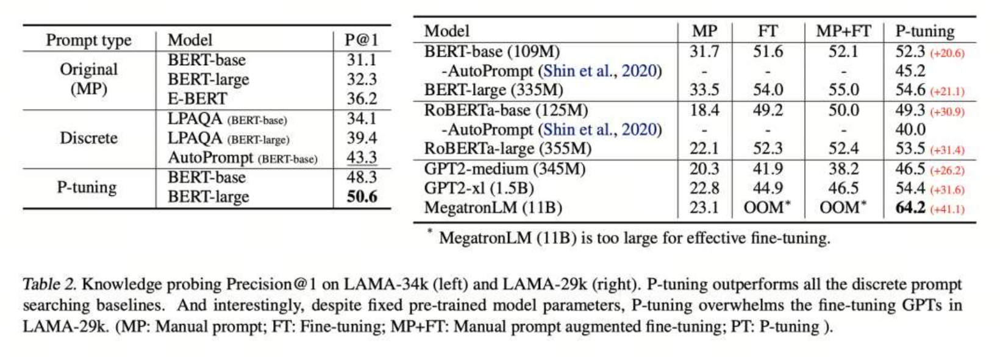 Prompt type Model P@1
Original (MP) BERT-base 31.1
BERT-large 32.3
E-BERT 36.2
Discrete LPAQA (BERT-base) 34.1
LPAQA (BERT-large) 39.4
AutoPrompt (BERT-base) 43.3
P-tuning BERT-base 48.3
BERT-large 50.6
Model MP FT MP+FT P-tuning
BERT-base (109M) 31.7 51.6 52.1 52.3 (+20.6)
-AutoPrompt (Shin et al., 2020) - - - 45.2
BERT-large (335M) 33.5 54.0 55.0 54.6 (+21.1)
RoBERTa-base (125M) 18.4 49.2 50.0 49.3 (+30.9)
-AutoPrompt (Shin et al., 2020) - - - 40.0
RoBERTa-large (355M) 22.1 52.3 52.4 53.5 (+31.4)
GPT2-medium (345M) 20.3 41.9 38.2 46.5 (+26.2)
GPT2-xl (1.5B) 22.8 44.9 46.5 54.4 (+31.6)
MegatronLM (11B) 23.1 OOM* OOM* 64.2 (+41.1)
* MegatronLM (11B) is too large for effective fine-tuning.
Table 2. Knowledge probing Precision@1 on LAMA-34k (left) and LAMA-29k (right). P-tuning outperforms all the discrete prompt
searching baselines. And interestingly, despite fixed pre-trained model parameters, P-tuning overwhelms the fine-tuning GPTs in
LAMA-29k. (MP: Manual prompt; FT: Fine-tuning; MP+FT: Manual prompt augmented fine-tuning; PT: P-tuning ).